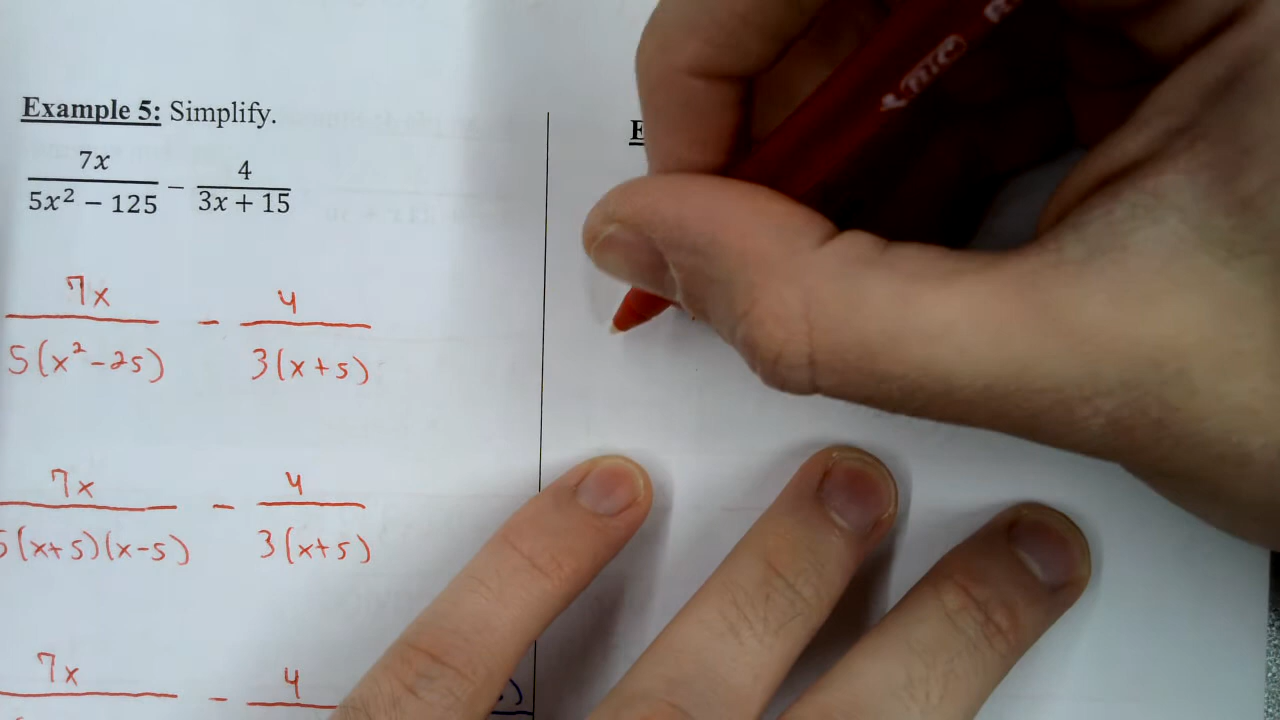 Example 5: Simplify.
7x / 5x² − 125 − 4 / 3x + 15
7x / 5(x²-25) - 4 / 3(x+5)
7x / 5(x+5)(x-5) - 4 / 3(x+5)
7x - 4
E
BIC